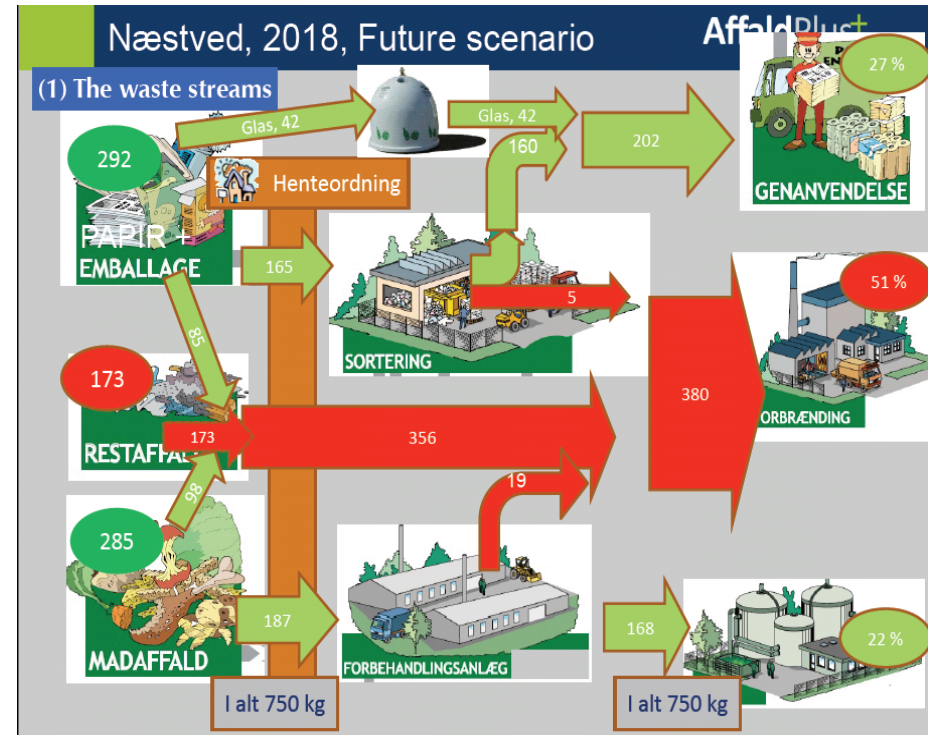 Næstved, 2018, Future scenario
AffaldPlus+
(1) The waste streams
Glas, 42
Glas, 42
27 %
292
160
202
Henteordning
GENANVENDELSE
PAPIR +
EMBALLAGE
165
5
51 %
85
SORTERING
173
380
173
356
ORBRÆNDING
RESTAFFALD
98
19
285
187
168
22 %
MADAFFALD
FORBEHANDLINGSANLÆG
I alt 750 kg
I alt 750 kg